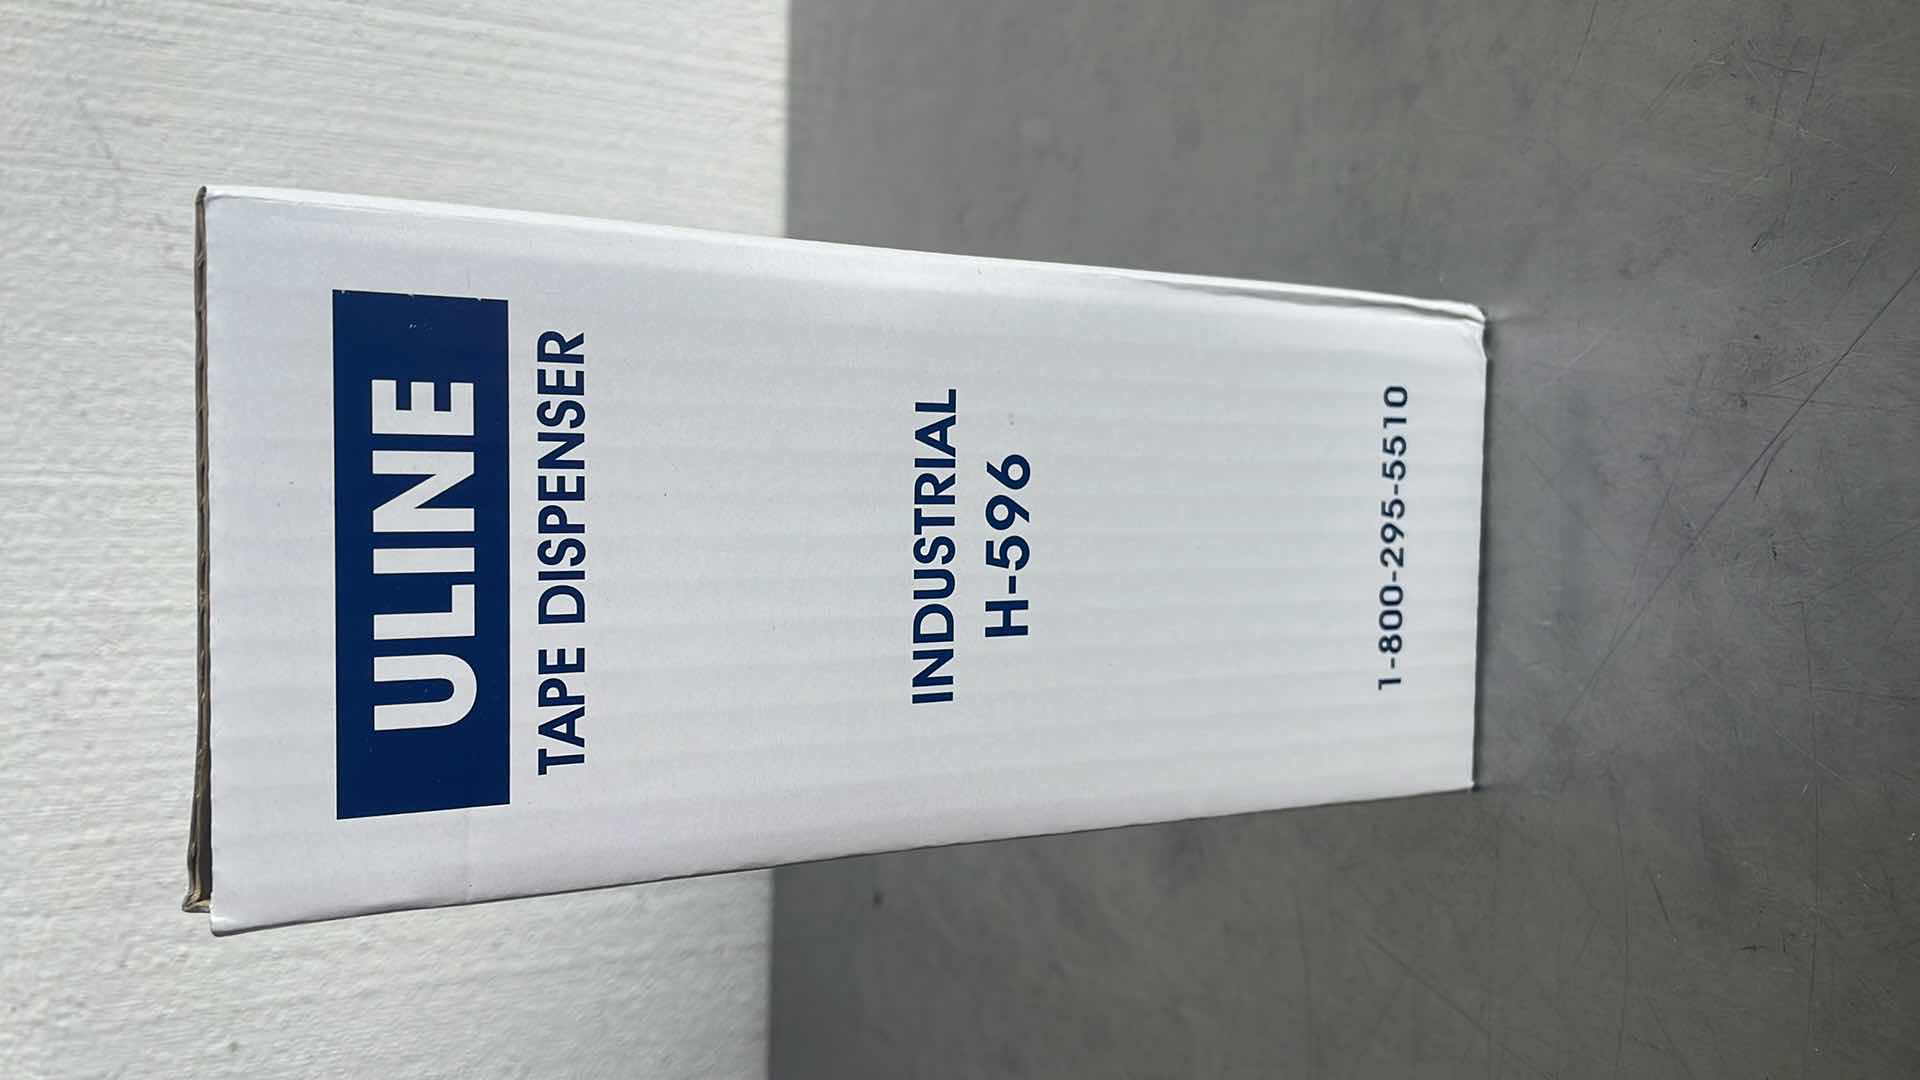 ULINE
TAPE DISPENSER
INDUSTRIAL
H-596
1-800-295-5510